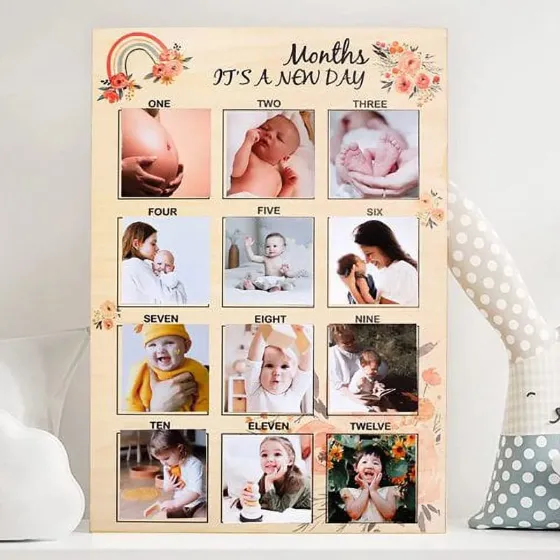 Months
IT'S A NEW DAY
ONE TWO THREE
FOUR FIVE SIX
SEVEN EIGHT NINE
TEN ELEVEN TWELVE